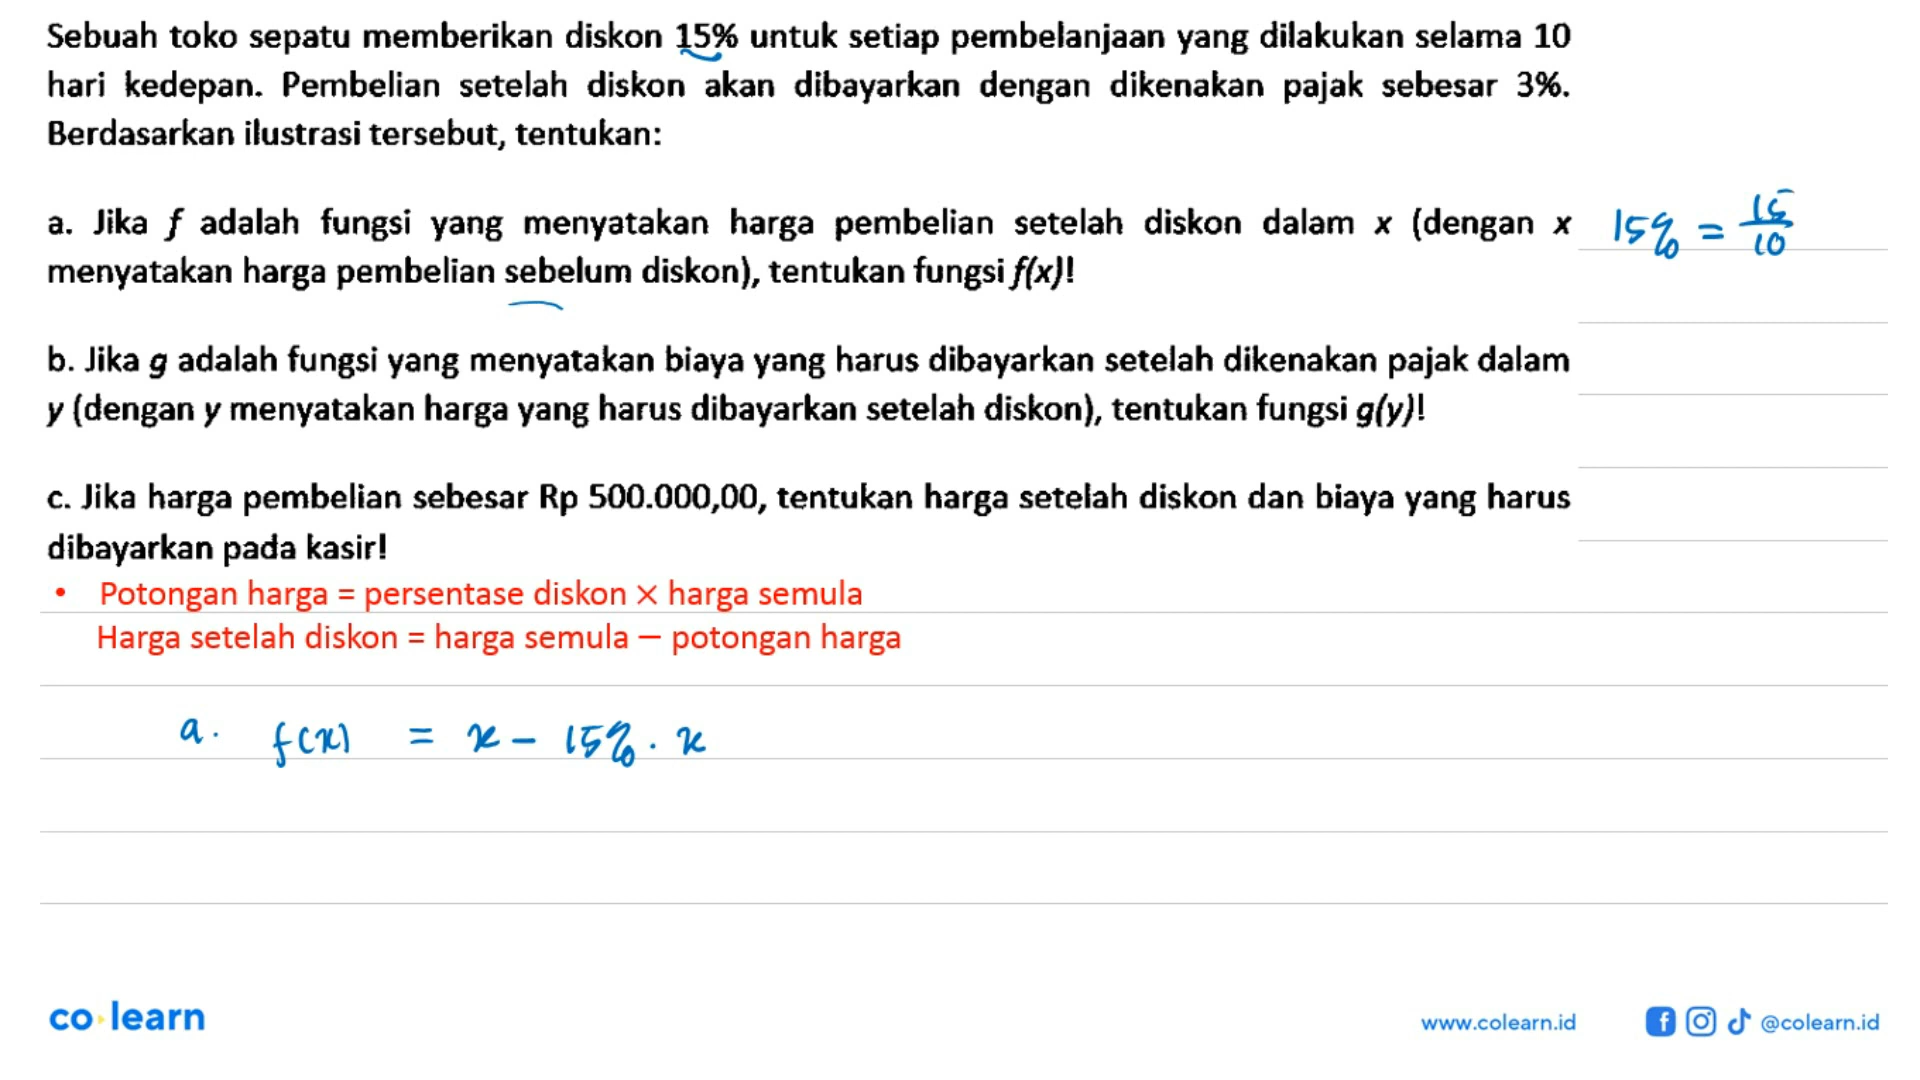 Sebuah toko sepatu memberikan diskon 15% untuk setiap pembelanjaan yang dilakukan selama 10
hari kedepan. Pembelian setelah diskon akan dibayarkan dengan dikenakan pajak sebesar 3%.
Berdasarkan ilustrasi tersebut, tentukan:
a. Jika f adalah fungsi yang menyatakan harga pembelian setelah diskon dalam x (dengan x
menyatakan harga pembelian sebelum diskon), tentukan fungsi f(x)!
15% = 15/10
b. Jika g adalah fungsi yang menyatakan biaya yang harus dibayarkan setelah dikenakan pajak dalam
y (dengan y menyatakan harga yang harus dibayarkan setelah diskon), tentukan fungsi g(y)!
c. Jika harga pembelian sebesar Rp 500.000,00, tentukan harga setelah diskon dan biaya yang harus
dibayarkan pada kasir!
• Potongan harga = persentase diskon × harga semula
Harga setelah diskon = harga semula − potongan harga
a. f(x) = x - 15% . x
co learn
www.colearn.id
@colearn.id